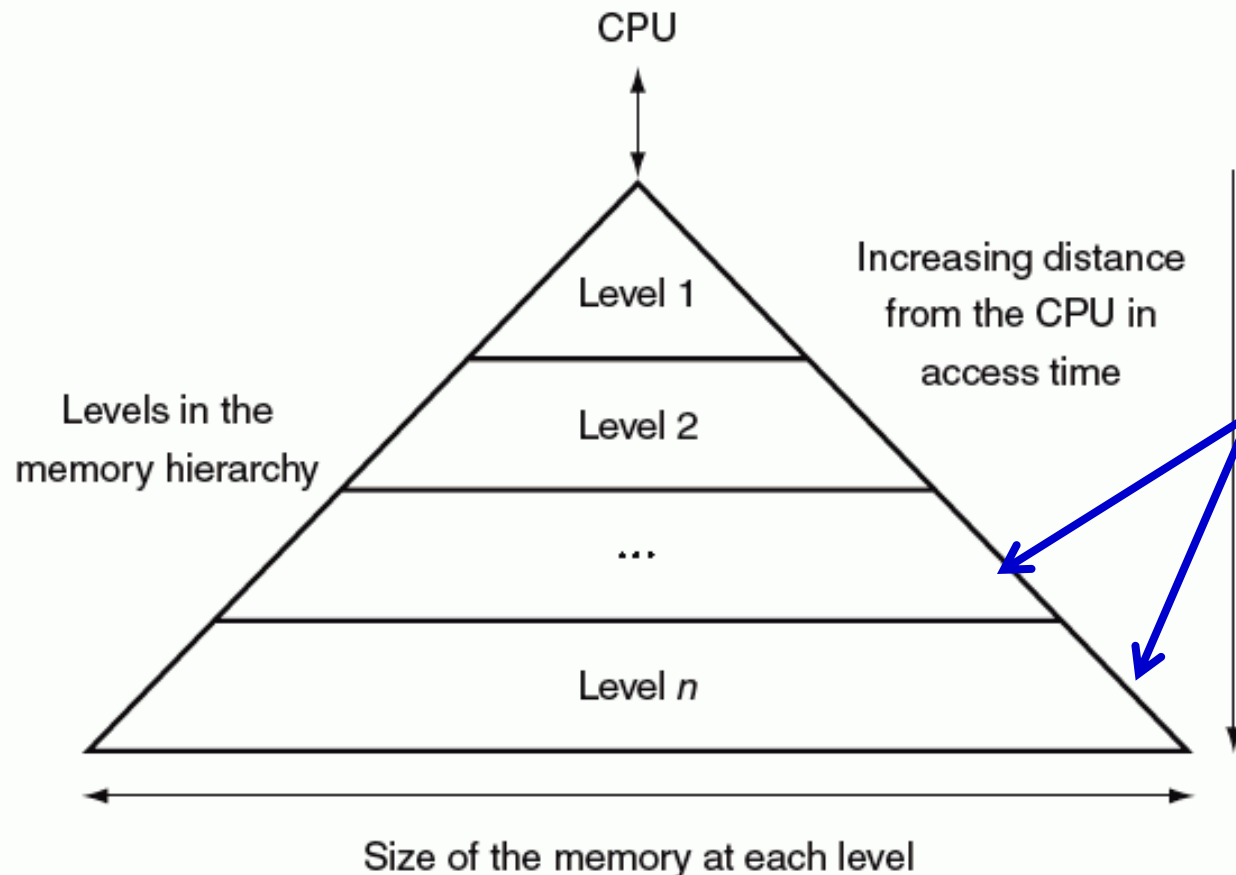 CPU
Level 1
Increasing distance
from the CPU in
access time
Levels in the
memory hierarchy
Level 2
...
Level n
Size of the memory at each level